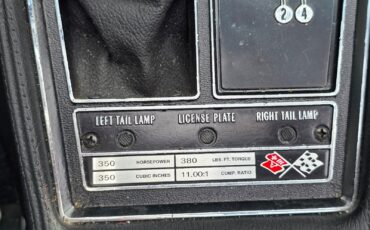 2 4
LEFT TAIL LAMP LICENSE PLATE RIGHT TAIL LAMP
350 HORSEPOWER 380 LBS. FT. TORQUE
350 CUBIC INCHES 11.00:1 COMP. RATIO